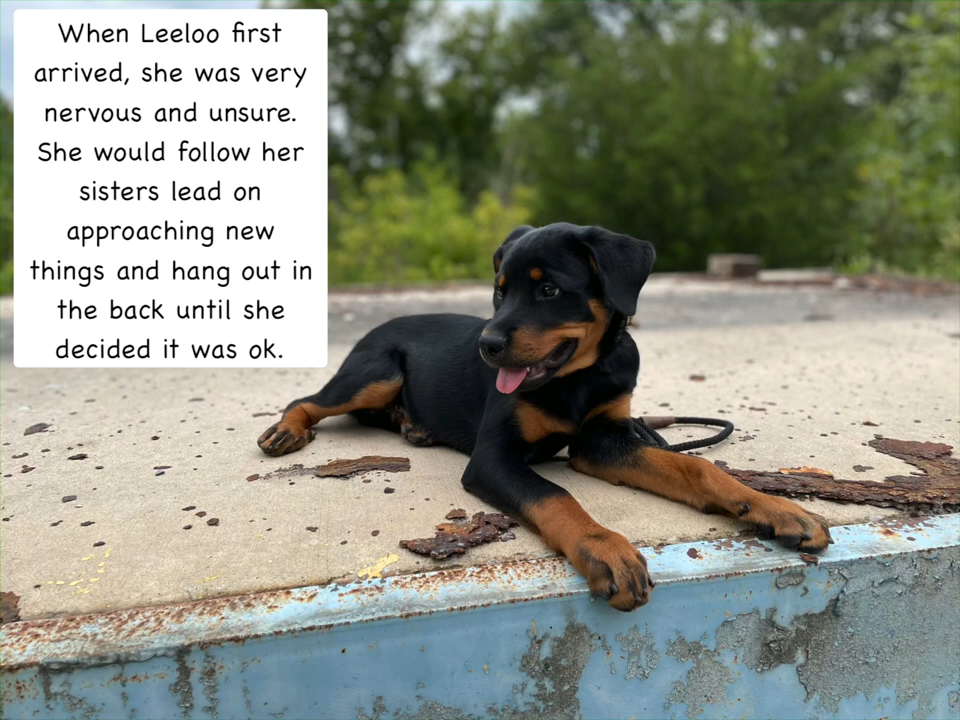 When Leeloo first
arrived, she was very
nervous and unsure.
She would follow her
sisters lead on
approaching new
things and hang out in
the back until she
decided it was ok.